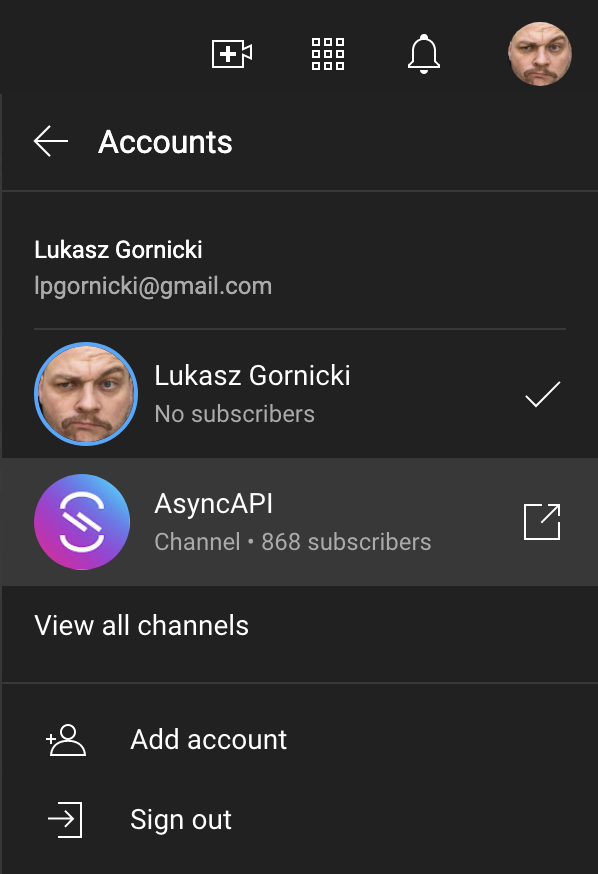 Accounts
Lukasz Gornicki
lpgornicki@gmail.com
Lukasz Gornicki
No subscribers
AsyncAPI
Channel • 868 subscribers
View all channels
Add account
Sign out